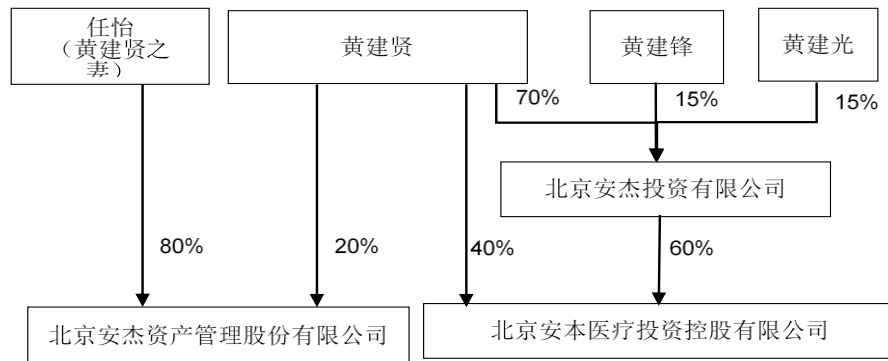 任怡
（黄建贤之
妻）
黄建贤
黄建锋
黄建光
70%
15%
15%
北京安杰投资有限公司
80%
20%
40%
60%
北京安杰资产管理股份有限公司
北京安本医疗投资控股有限公司